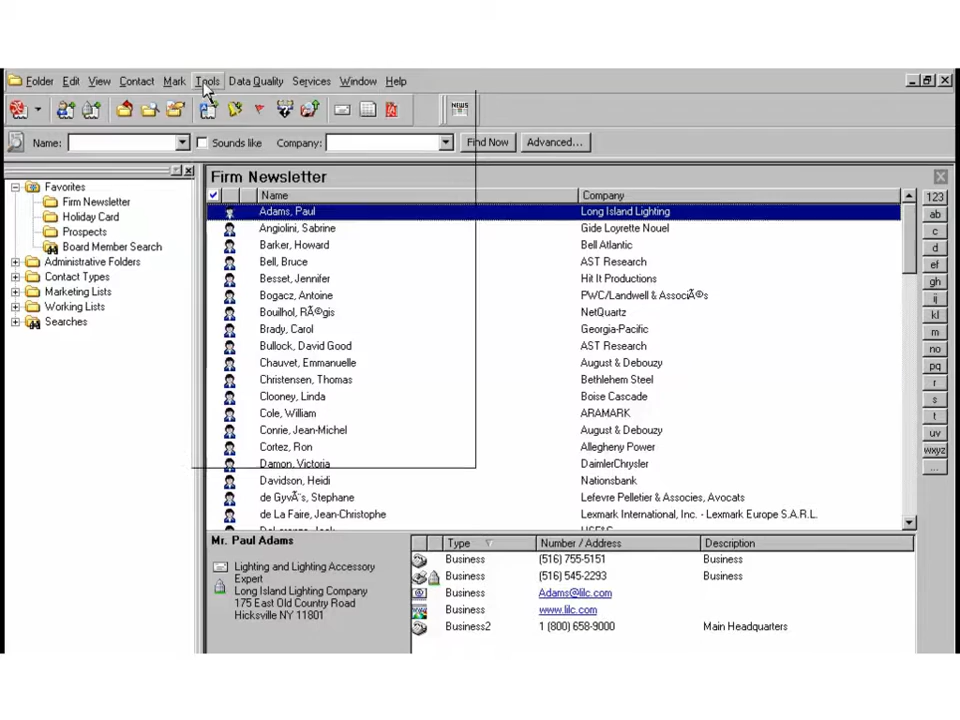 Folder Edit View Contact Mark Tools Data Quality Services Window Help
NEWS
Name: Sounds like Company: Find Now Advanced...
Firm Newsletter
Name Company
Favorites
Firm Newsletter
Holiday Card
Prospects
Board Member Search
Administrative Folders
Contact Types
Marketing Lists
Working Lists
Searches
Adams, Paul Long Island Lighting
Angiolini, Sabrine Gide Loyrette Nouel
Barker, Howard Bell Atlantic
Bell, Bruce AST Research
Besset, Jennifer Hit It Productions
Bogacz, Antoine PWC/Landwell & AssociÃ©s
Bouilhol, RÃ©gis NetQuartz
Brady, Carol Georgia-Pacific
Bullock, David Good AST Research
Chauvet, Emmanuelle August & Debouzy
Christensen, Thomas Bethlehem Steel
Clooney, Linda Boise Cascade
Cole, William ARAMARK
Conrie, Jean-Michel August & Debouzy
Cortez, Ron Allegheny Power
Damon, Victoria DaimlerChrysler
Davidson, Heidi Nationsbank
de GyvÃ¨s, Stephane Lefevre Pelletier & Associes, Avocats
de La Faire, Jean-Christophe Lexmark International, Inc. - Lexmark Europe S.A.R.L.
123
ab
c
d
ef
gh
ij
kl
m
no
pq
r
s
t
uv
wxyz
...
Mr. Paul Adams
Lighting and Lighting Accessory
Expert
Long Island Lighting Company
175 East Old Country Road
Hicksville NY 11801
Type Number / Address Description
Business (516) 755-5151 Business
Business (516) 545-2293 Business
Business Adams@lilc.com
Business www.lilc.com
Business2 1 (800) 658-9000 Main Headquarters